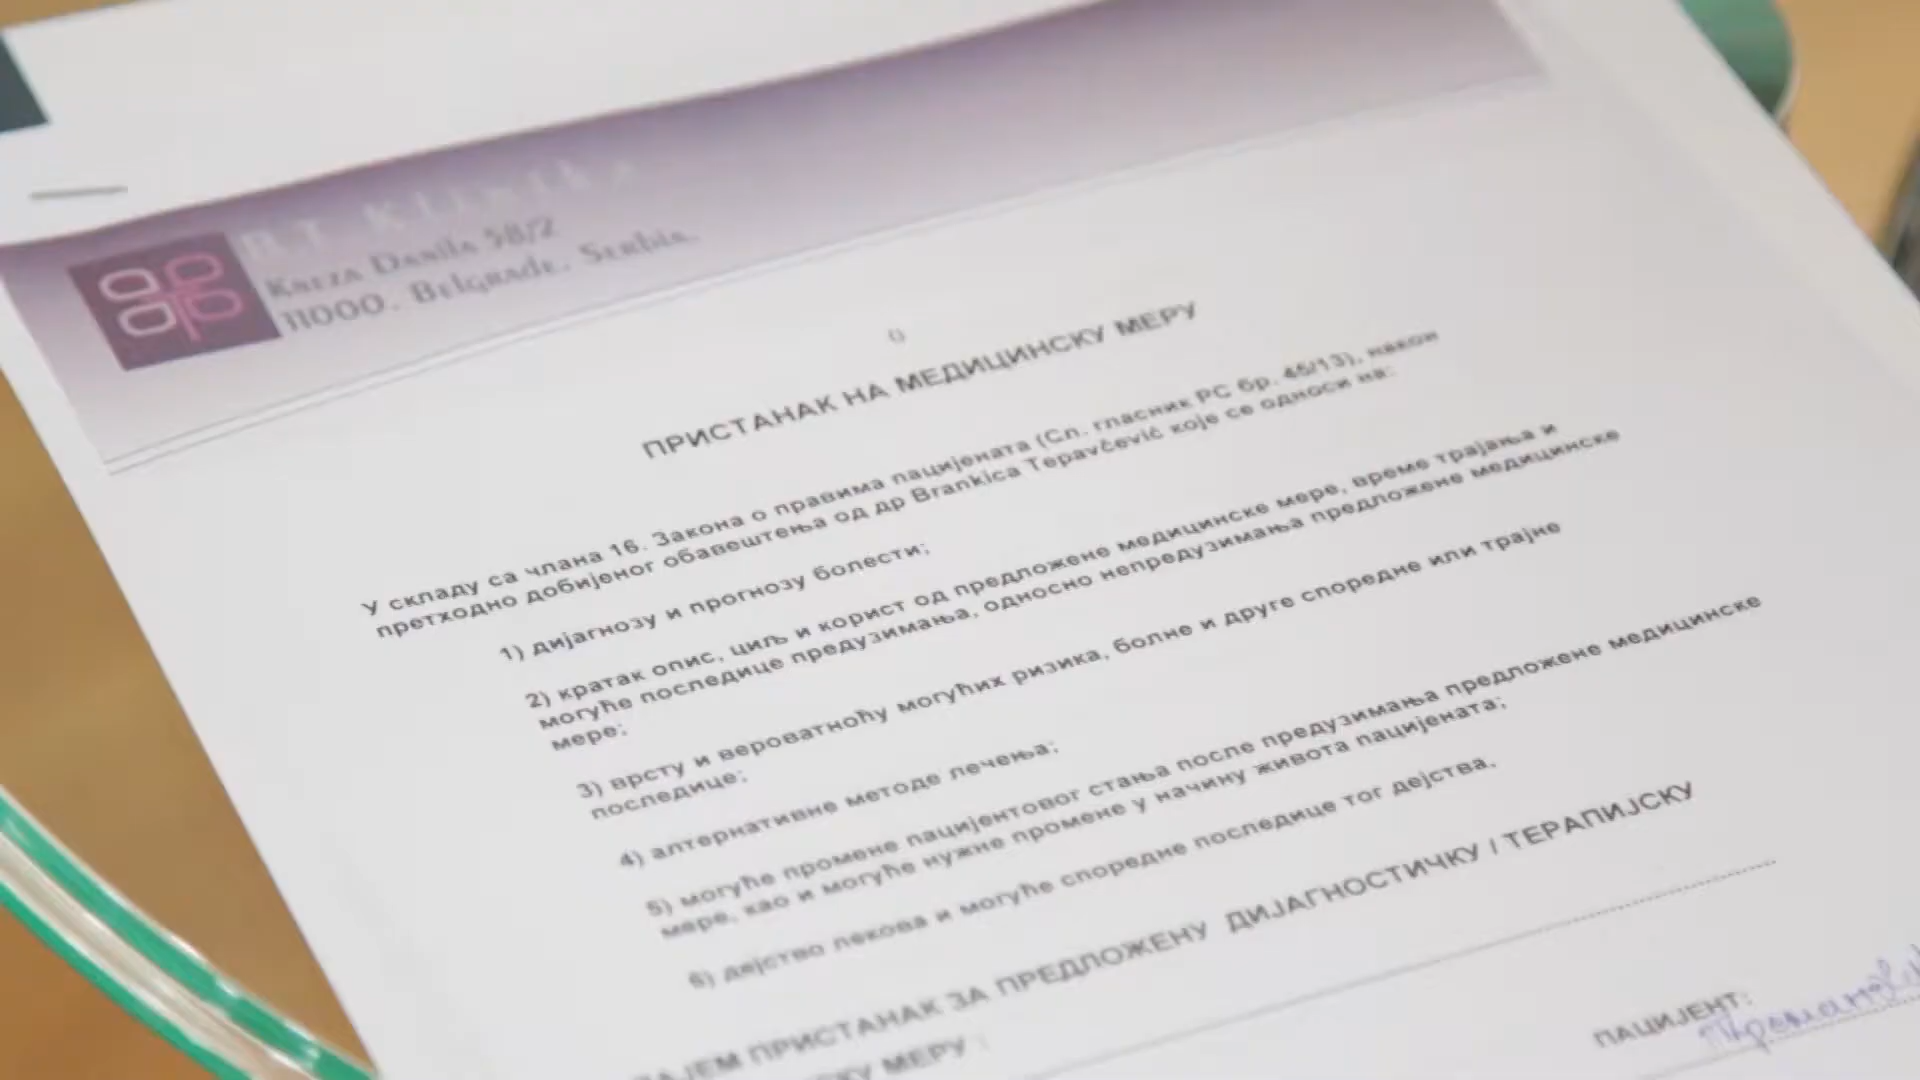 Kneza Danila 58/2
11000, Belgrade, Serbia.
ПРИСТАНАК НА МЕДИЦИНСКУ МЕРУ
У складу са члана 16. Закона о правима пацијената (Сл. гласник РС бр. 45/13), након
претходно добијеног обавештења од др Brankica Терavčević које се односи на:
1) дијагнозу и прогнозу болести;
2) кратак опис, циљ и корист од предложене медицинске мере, време трајања и
могуће последице предузимања, односно непредузимања предложене медицинске
мере;
3) врсту и вероватноћу могућих ризика, болне и друге споредне или трајне
последице;
4) алтернативне методе лечења;
5) могуће промене пацијентовог стања после предузимања предложене медицинске
мере, као и могуће нужне промене у начину живота пацијената;
6) дејство лекова и могуће споредне последице тог дејства,
ПРИСТАНАК ЗА ПРЕДЛОЖЕНУ ДИЈАГНОСТИЧКУ / ТЕРАПИЈСКУ
МЕРУ :
ПАЦИЈЕНТ: